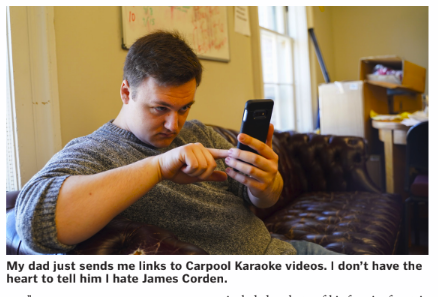 My dad just sends me links to Carpool Karaoke videos. I don't have the
heart to tell him I hate James Corden.